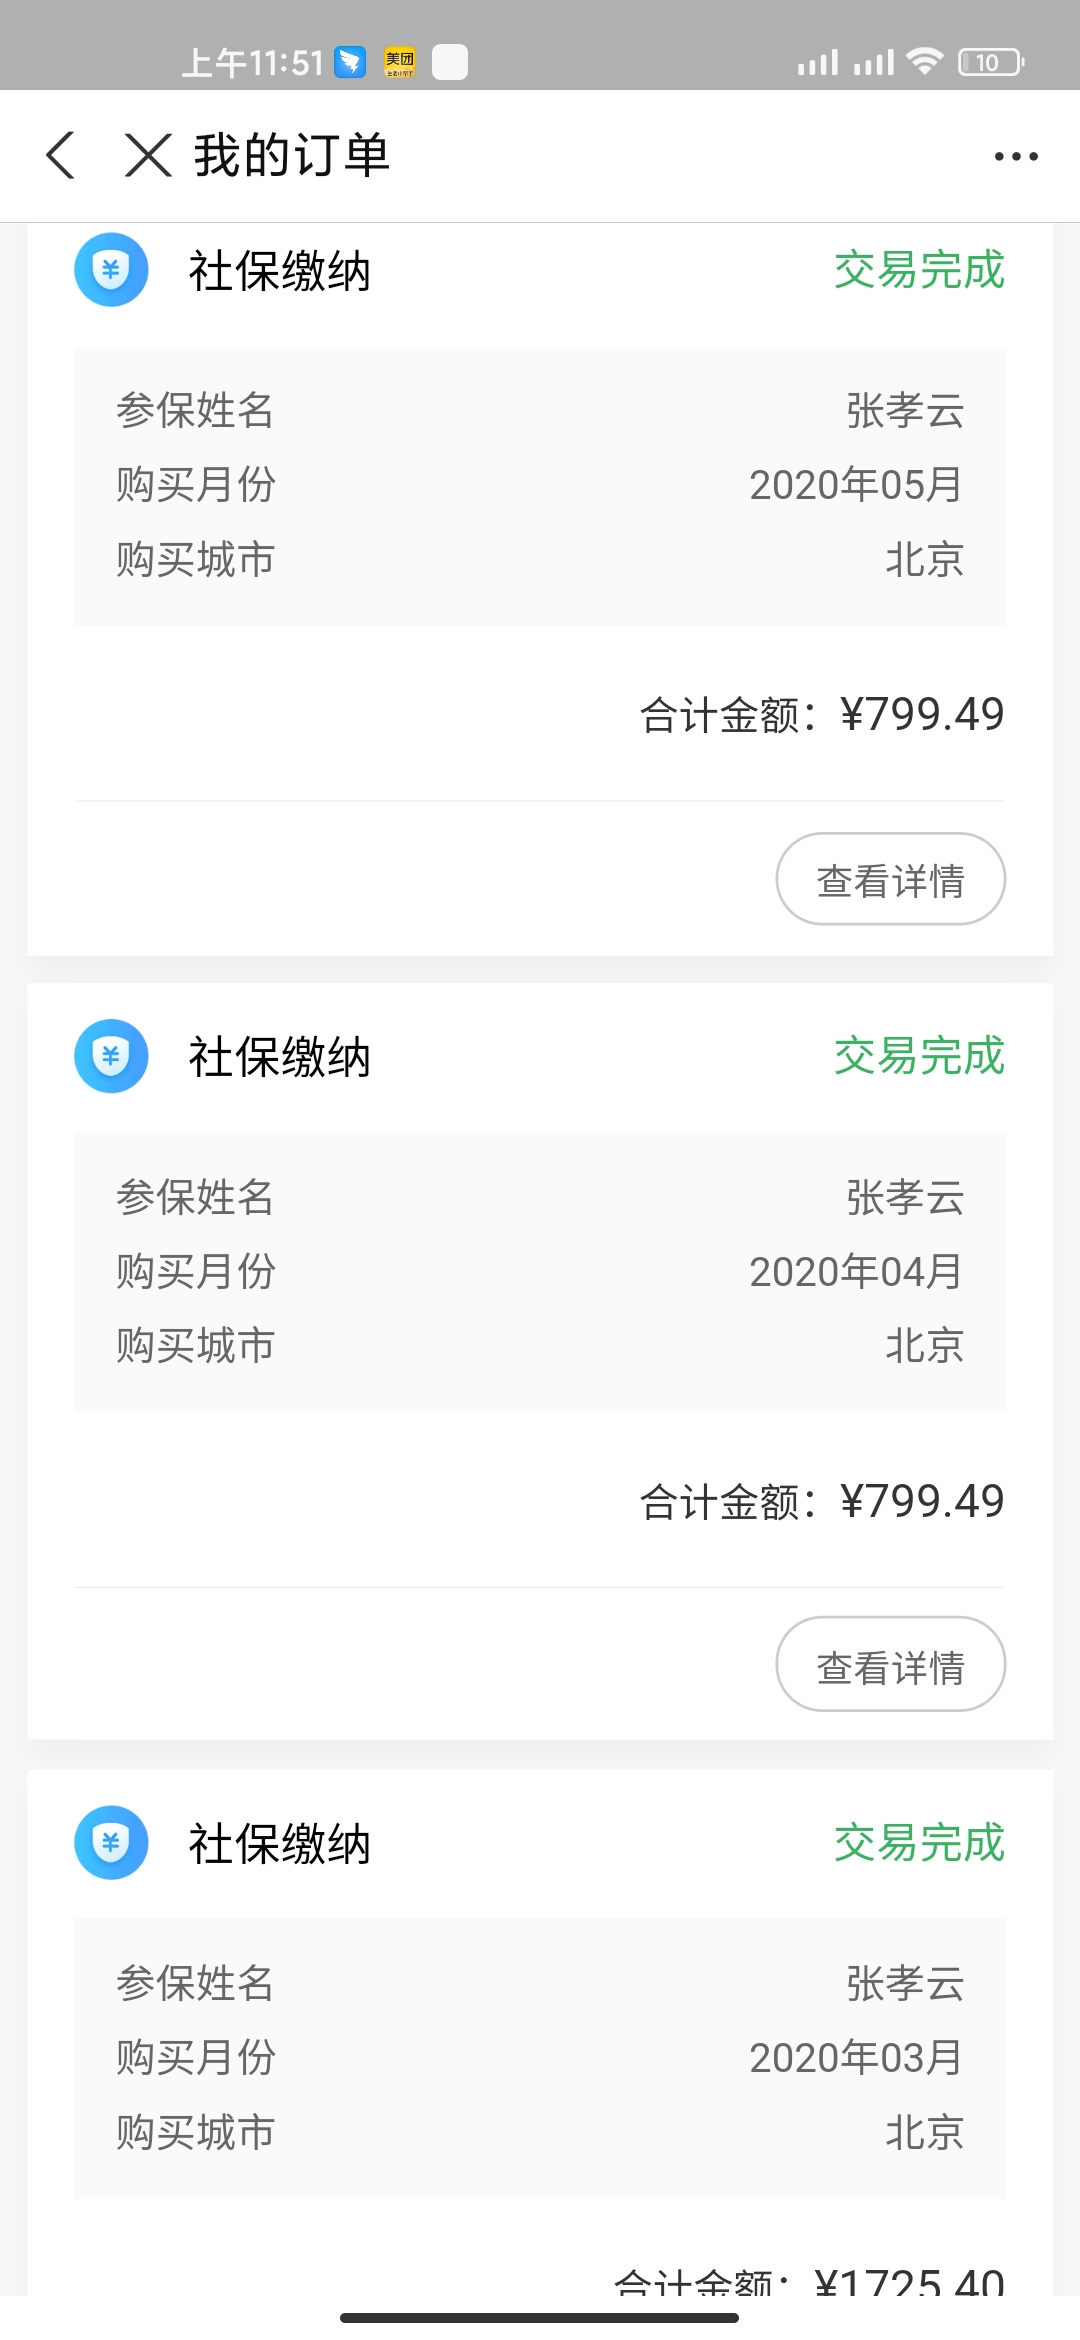 上午11:51 美团 10
我的订单
社保缴纳 交易完成
参保姓名 张孝云
购买月份 2020年05月
购买城市 北京
合计金额：¥799.49
查看详情
社保缴纳 交易完成
参保姓名 张孝云
购买月份 2020年04月
购买城市 北京
合计金额：¥799.49
查看详情
社保缴纳 交易完成
参保姓名 张孝云
购买月份 2020年03月
购买城市 北京
合计金额：¥1725.40